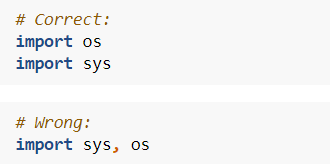 # Correct:
import os
import sys
# Wrong:
import sys, os